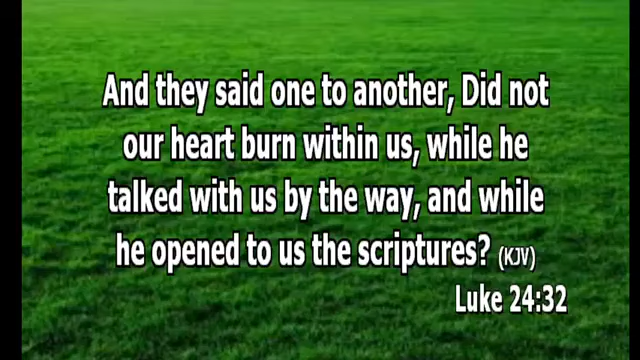 And they said one to another, Did not
our heart burn within us, while he
talked with us by the way, and while
he opened to us the scriptures? (KJV)
Luke 24:32